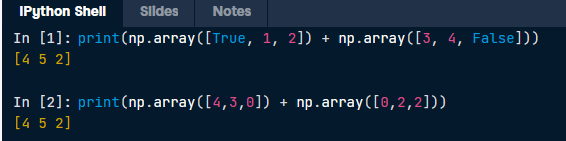 IPython Shell Slides Notes
In [1]: print(np.array([True, 1, 2]) + np.array([3, 4, False]))
[4 5 2]
In [2]: print(np.array([4,3,0]) + np.array([0,2,2]))
[4 5 2]